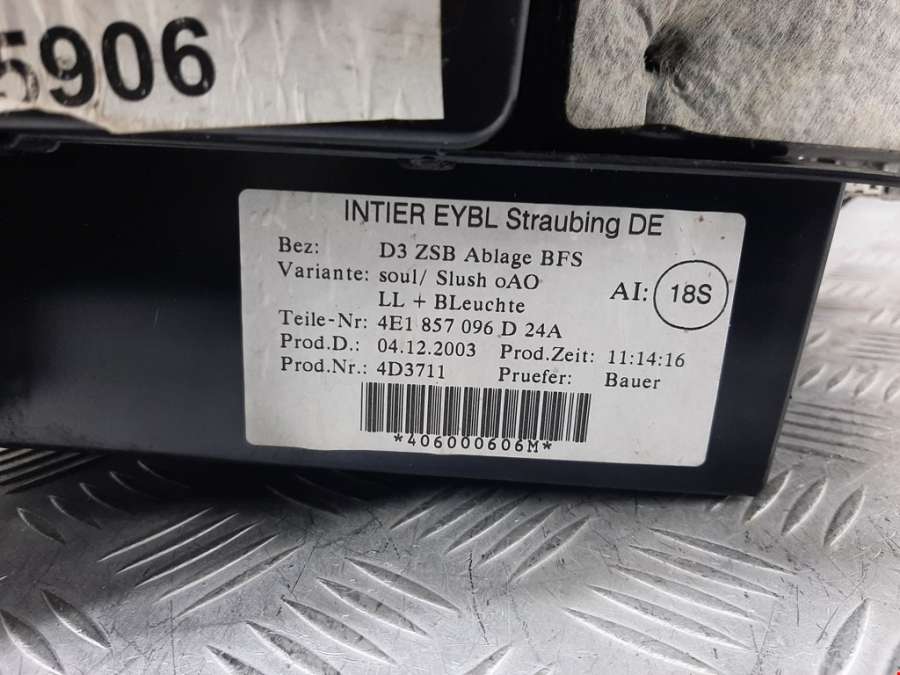 5906
INTIER EYBL Straubing DE
Bez: D3 ZSB Ablage BFS
Variante: soul/ Slush oAO
LL + BLeuchte
AI: 18S
Teile-Nr: 4E1 857 096 D 24A
Prod.D.: 04.12.2003 Prod.Zeit: 11:14:16
Prod.Nr.: 4D3711 Pruefer: Bauer
*406000606M*